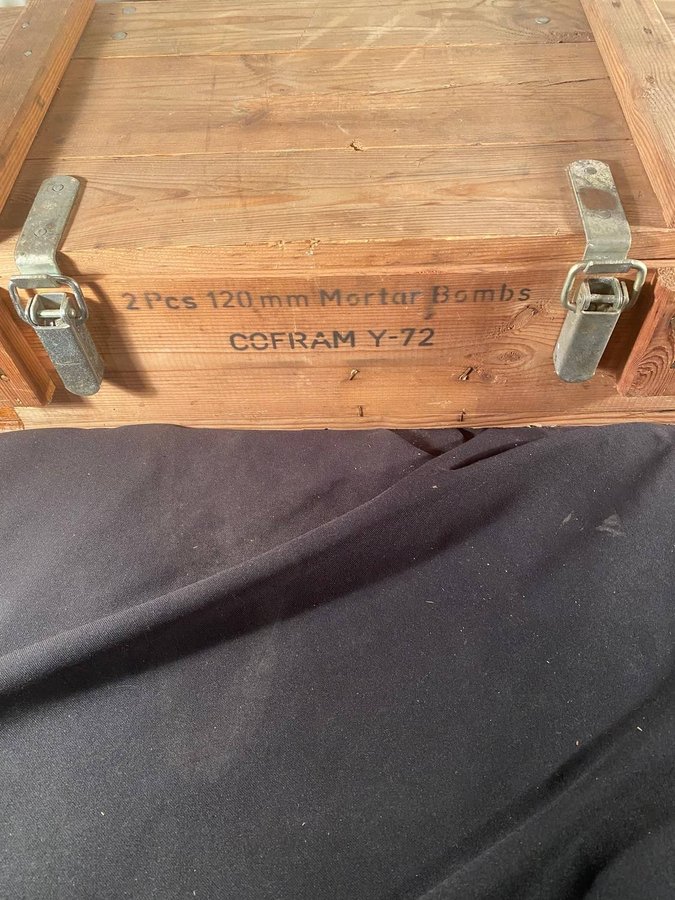 2 Pcs 120 mm Mortar Bombs
COFRAM Y-72